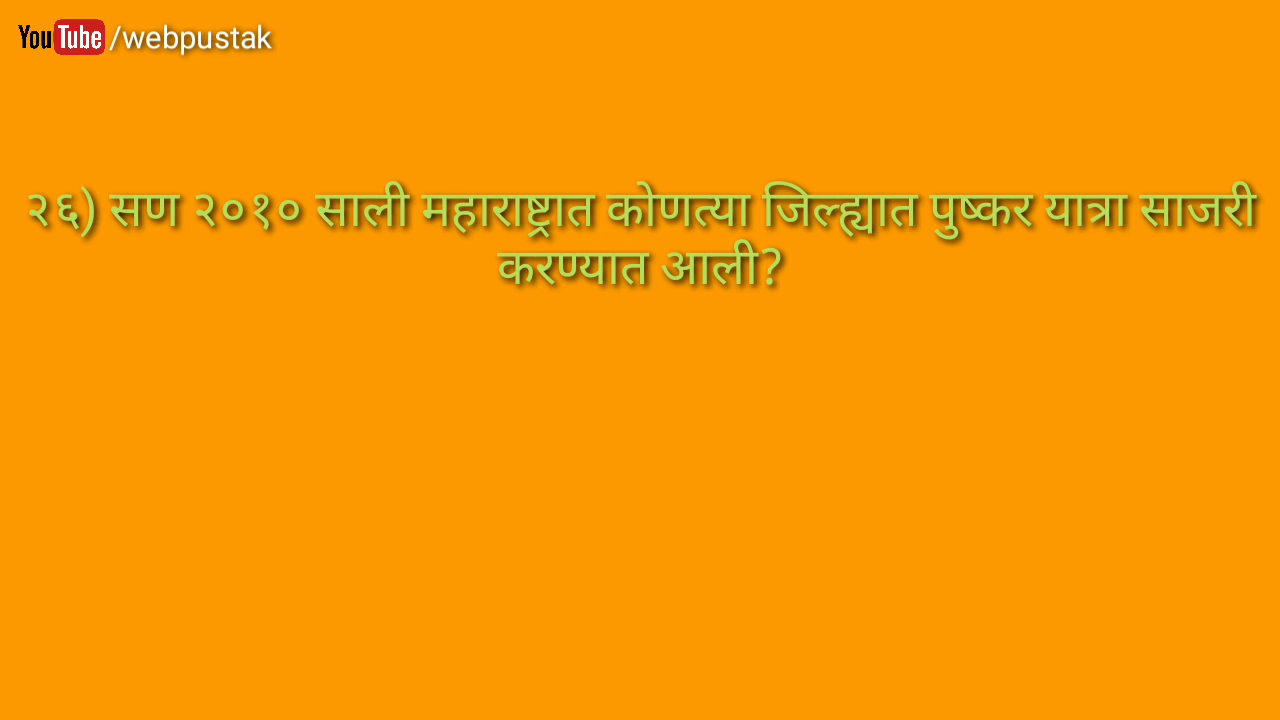 YouTube /webpustak
२६) सण २०१० साली महाराष्ट्रात कोणत्या जिल्ह्यात पुष्कर यात्रा साजरी
करण्यात आली?